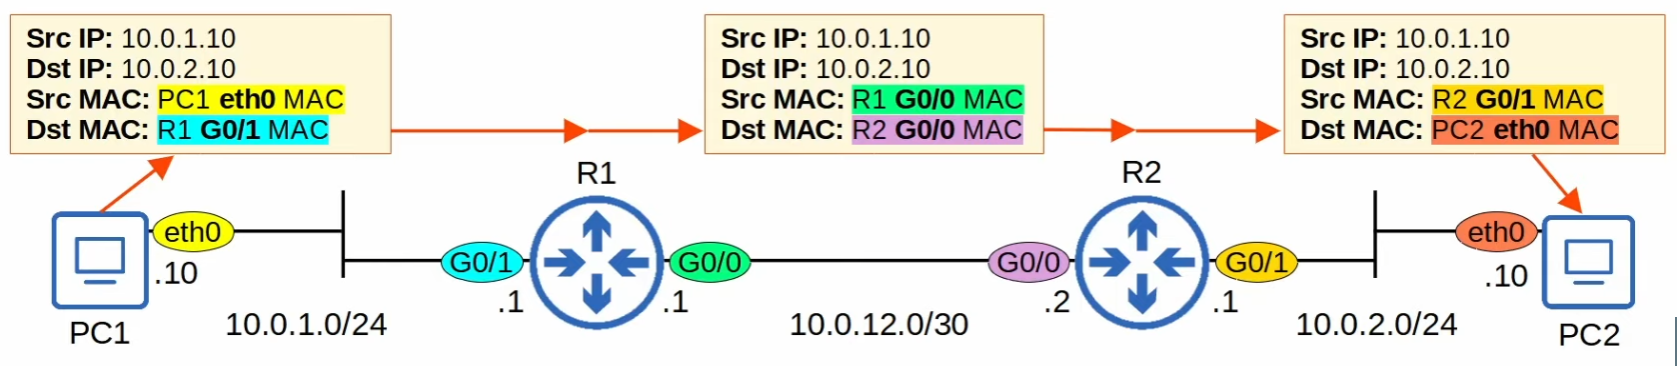 Src IP: 10.0.1.10
Dst IP: 10.0.2.10
Src MAC: PC1 eth0 MAC
Dst MAC: R1 G0/1 MAC
Src IP: 10.0.1.10
Dst IP: 10.0.2.10
Src MAC: R1 G0/0 MAC
Dst MAC: R2 G0/0 MAC
Src IP: 10.0.1.10
Dst IP: 10.0.2.10
Src MAC: R2 G0/1 MAC
Dst MAC: PC2 eth0 MAC
R1
R2
eth0
G0/1
G0/0
G0/0
G0/1
eth0
.10
.1
.1
.2
.1
.10
PC1
10.0.1.0/24
10.0.12.0/30
10.0.2.0/24
PC2